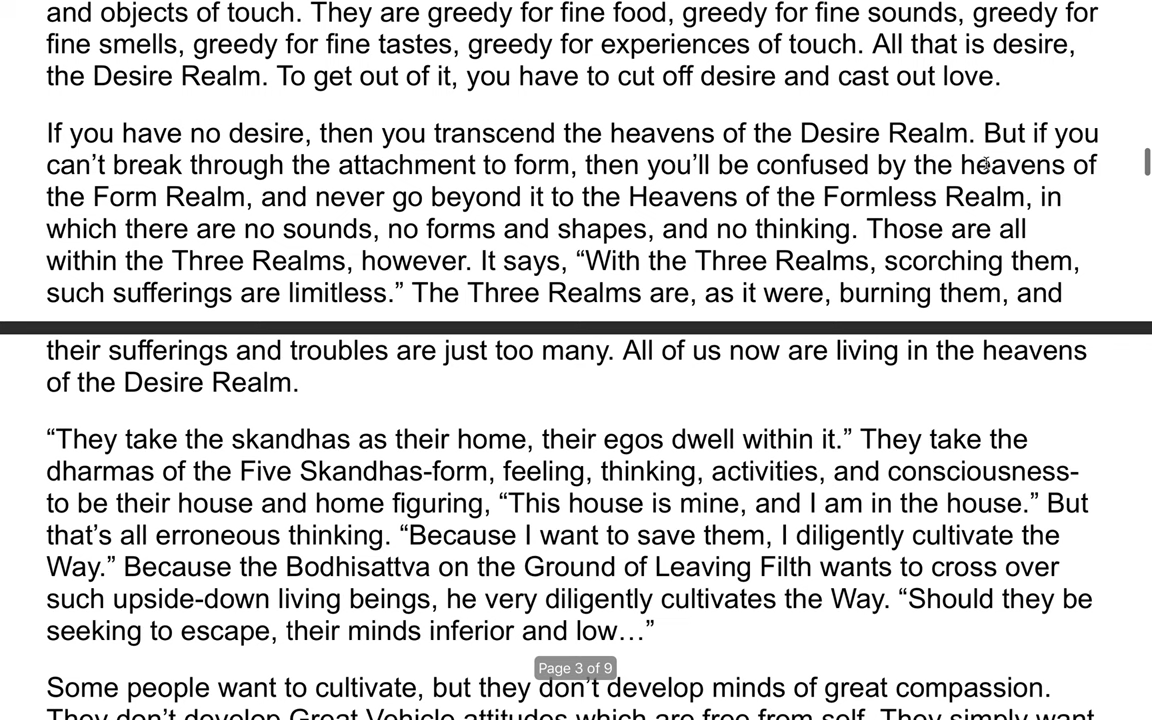 and objects of touch. They are greedy for fine food, greedy for fine sounds, greedy for
fine smells, greedy for fine tastes, greedy for experiences of touch. All that is desire,
the Desire Realm. To get out of it, you have to cut off desire and cast out love.
If you have no desire, then you transcend the heavens of the Desire Realm. But if you
can’t break through the attachment to form, then you’ll be confused by the heavens of
the Form Realm, and never go beyond it to the Heavens of the Formless Realm, in
which there are no sounds, no forms and shapes, and no thinking. Those are all
within the Three Realms, however. It says, “With the Three Realms, scorching them,
such sufferings are limitless.” The Three Realms are, as it were, burning them, and
their sufferings and troubles are just too many. All of us now are living in the heavens
of the Desire Realm.
“They take the skandhas as their home, their egos dwell within it.” They take the
dharmas of the Five Skandhas-form, feeling, thinking, activities, and consciousness-
to be their house and home figuring, “This house is mine, and I am in the house.” But
that’s all erroneous thinking. “Because I want to save them, I diligently cultivate the
Way.” Because the Bodhisattva on the Ground of Leaving Filth wants to cross over
such upside-down living beings, he very diligently cultivates the Way. “Should they be
seeking to escape, their minds inferior and low…”
Page 3 of 9
Some people want to cultivate, but they don’t develop minds of great compassion.
They don’t develop Great Vehicle attitudes which are free from self. They simply want